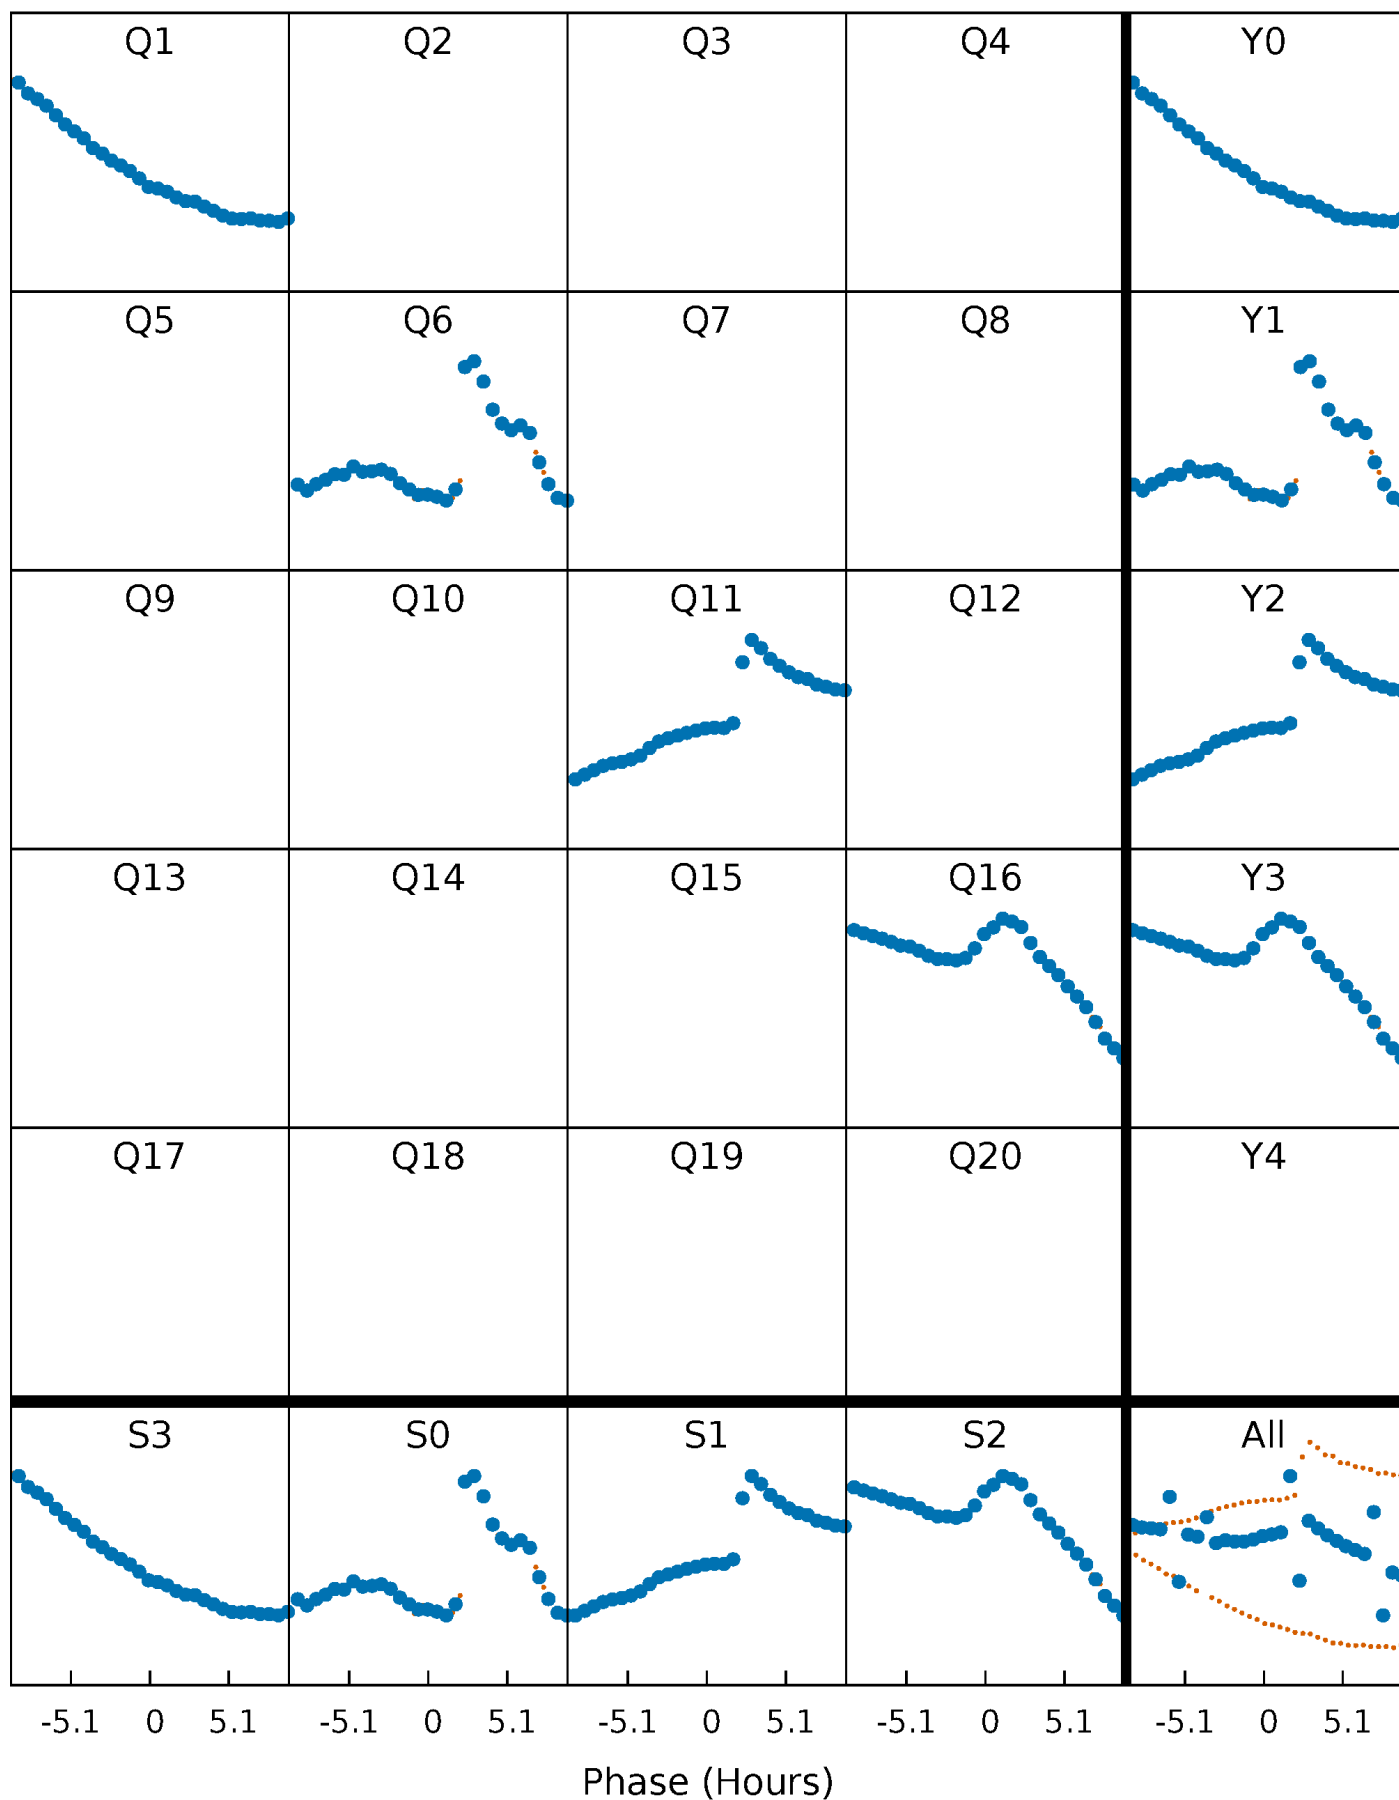 Q1 Q2 Q3 Q4 Y0
Q5 Q6 Q7 Q8 Y1
Q9 Q10 Q11 Q12 Y2
Q13 Q14 Q15 Q16 Y3
Q17 Q18 Q19 Q20 Y4
S3 S0 S1 S2 All
-5.1 0 5.1 -5.1 0 5.1 -5.1 0 5.1 -5.1 0 5.1 -5.1 0 5.1
Phase (Hours)